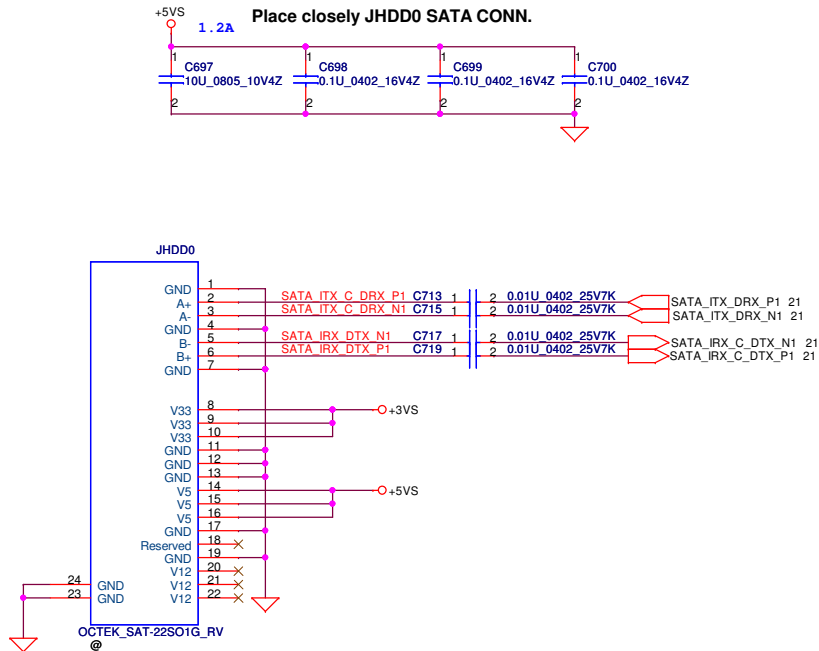 +5VS
1.2A
Place closely JHDD0 SATA CONN.
1 1 1 1
C697 C698 C699 C700
10U_0805_10V4Z 0.1U_0402_16V4Z 0.1U_0402_16V4Z 0.1U_0402_16V4Z
2 2 2 2
JHDD0
GND 1
A+ 2 SATA_ITX_C_DRX_P1 C713 1 2 0.01U_0402_25V7K SATA_ITX_DRX_P1 21
A- 3 SATA_ITX_C_DRX_N1 C715 1 2 0.01U_0402_25V7K SATA_ITX_DRX_N1 21
GND 4
B- 5 SATA_IRX_DTX_N1 C717 1 2 0.01U_0402_25V7K SATA_IRX_C_DTX_N1 21
B+ 6 SATA_IRX_DTX_P1 C719 1 2 0.01U_0402_25V7K SATA_IRX_C_DTX_P1 21
GND 7
V33 8 +3VS
V33 9
V33 10
GND 11
GND 12
GND 13
V5 14 +5VS
V5 15
V5 16
GND 17
Reserved 18
GND 19
V12 20
24 GND V12 21
23 GND V12 22
OCTEK_SAT-22SO1G_RV
@